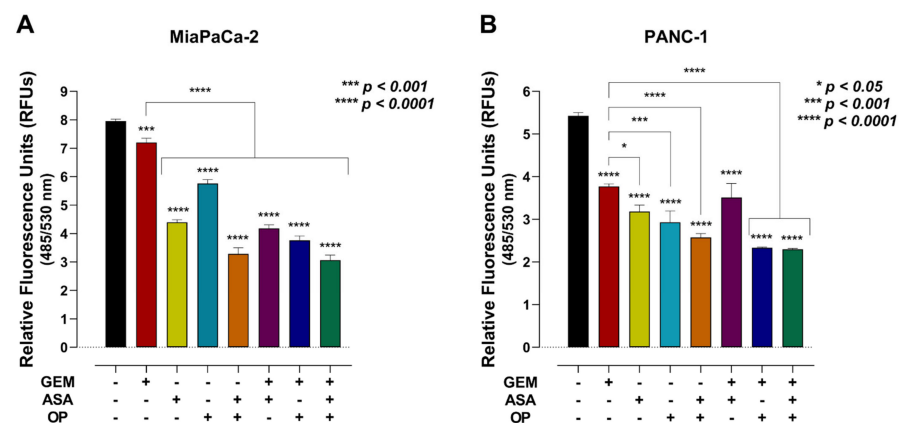 A
MiaPaCa-2
*** p < 0.001
**** p < 0.0001
Relative Fluorescence Units (RFUs)
(485/530 nm)
9
8
7
6
5
4
3
2
1
0
****
***
****
****
****
****
****
****
GEM - + - - - + + +
ASA - - + - + + - +
OP - - - + + - + +
B
PANC-1
* p < 0.05
*** p < 0.001
**** p < 0.0001
Relative Fluorescence Units (RFUs)
(485/530 nm)
6
5
4
3
2
1
0
****
****
***
*
****
****
****
****
****
****
****
GEM - + - - - + + +
ASA - - + - + + - +
OP - - - + + - + +